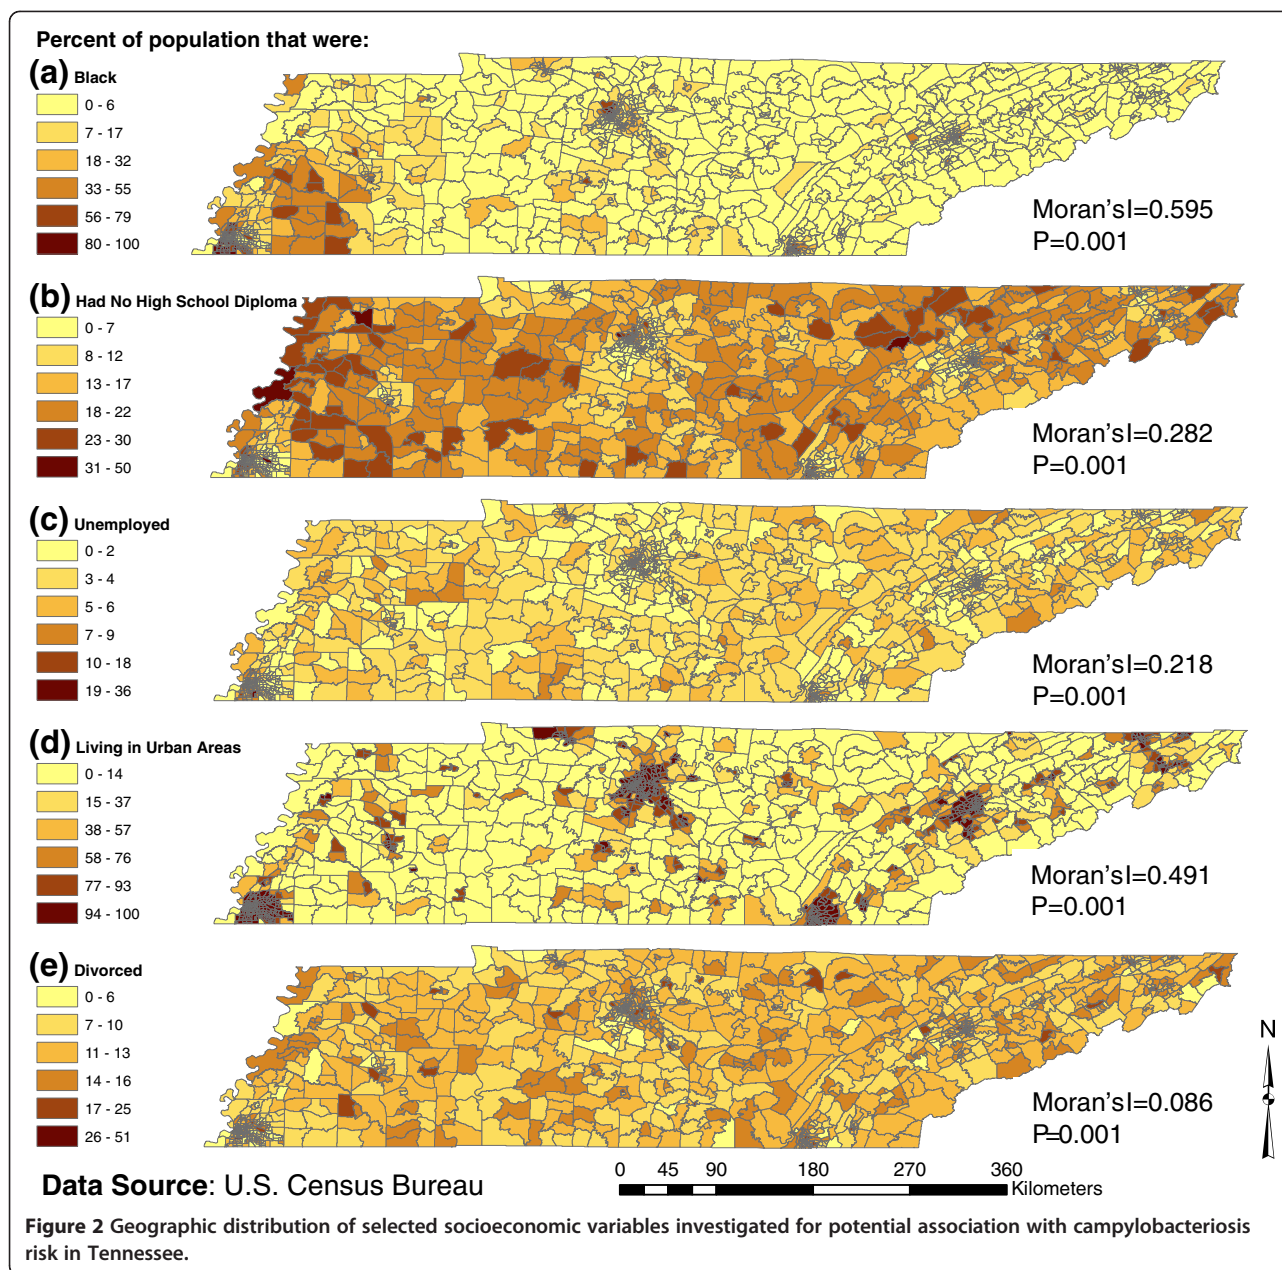 Percent of population that were:
(a) Black
0 - 6
7 - 17
18 - 32
33 - 55
56 - 79
80 - 100
Moran'sI=0.595
P=0.001
(b) Had No High School Diploma
0 - 7
8 - 12
13 - 17
18 - 22
23 - 30
31 - 50
Moran'sI=0.282
P=0.001
(c) Unemployed
0 - 2
3 - 4
5 - 6
7 - 9
10 - 18
19 - 36
Moran'sI=0.218
P=0.001
(d) Living in Urban Areas
0 - 14
15 - 37
38 - 57
58 - 76
77 - 93
94 - 100
Moran'sI=0.491
P=0.001
(e) Divorced
0 - 6
7 - 10
11 - 13
14 - 16
17 - 25
26 - 51
N
Moran'sI=0.086
P=0.001
Data Source: U.S. Census Bureau
0 45 90 180 270 360
Kilometers
Figure 2 Geographic distribution of selected socioeconomic variables investigated for potential association with campylobacteriosis
risk in Tennessee.